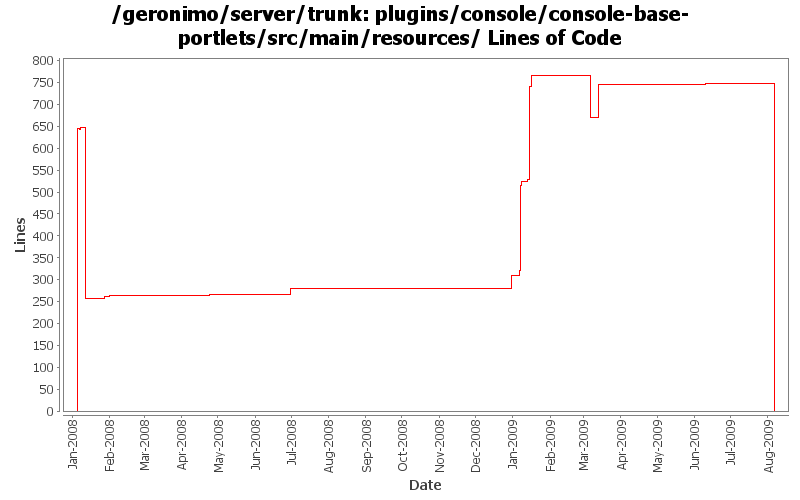 /geronimo/server/trunk: plugins/console/console-base-
portlets/src/main/resources/ Lines of Code
800
750
700
650
600
550
500
450
400
350
300
250
200
150
100
50
0
Lines
Jan-2008
Feb-2008
Mar-2008
Apr-2008
May-2008
Jun-2008
Jul-2008
Aug-2008
Sep-2008
Oct-2008
Nov-2008
Dec-2008
Jan-2009
Feb-2009
Mar-2009
Apr-2009
May-2009
Jun-2009
Jul-2009
Aug-2009
Date